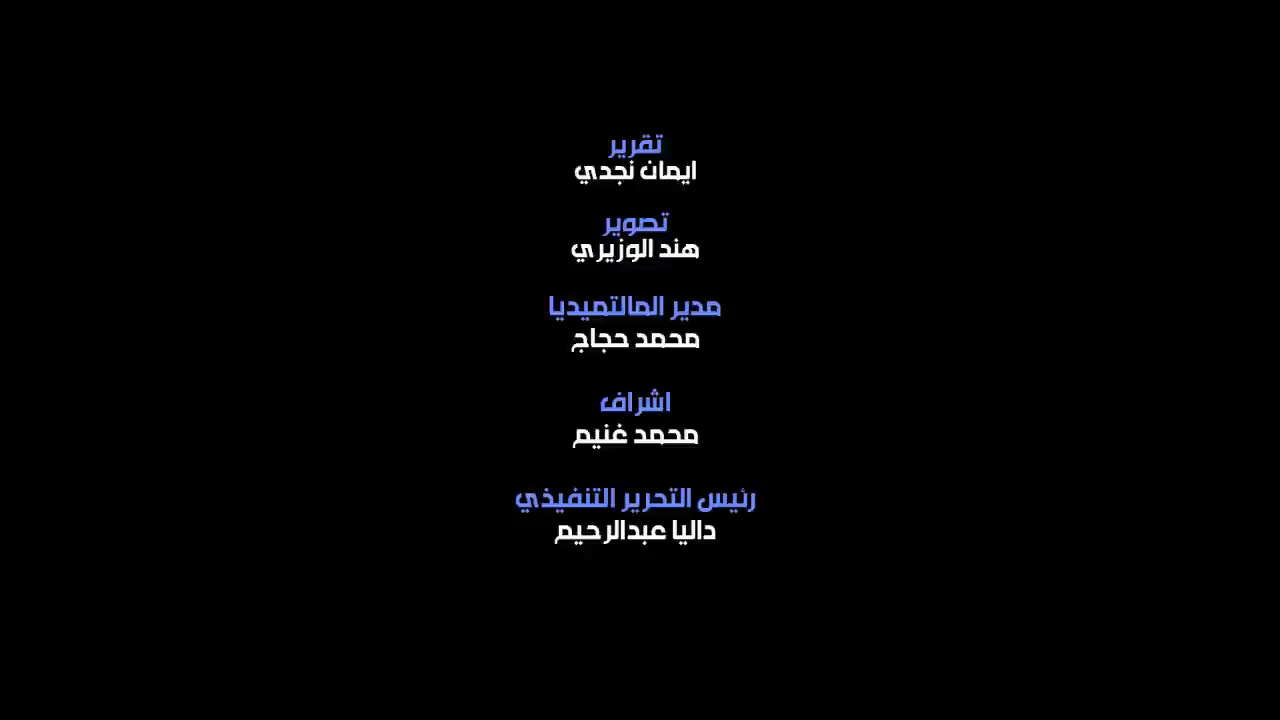 تقرير
ايمان نجدي
تصوير
هند الوزيري
مدير المالتميديا
محمد حجاج
اشراف
محمد غنيم
رئيس التحرير التنفيذي
داليا عبدالرحيم